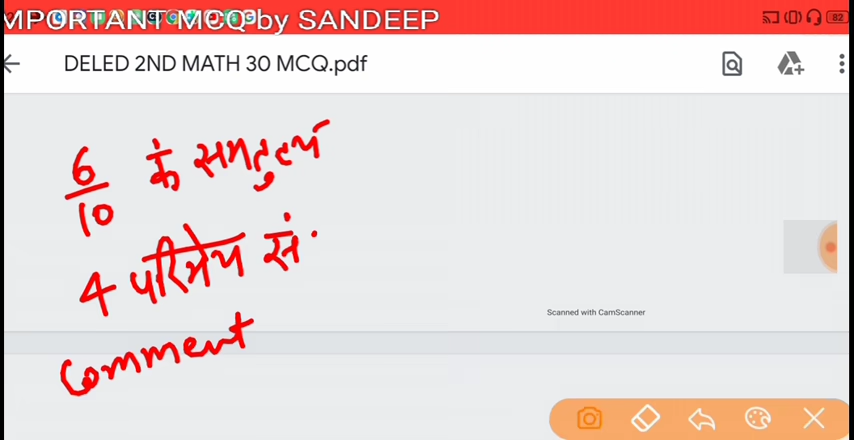 MPORTANT MCQ by SANDEEP
82
DELED 2ND MATH 30 MCQ.pdf
6/10 के समतुल्य
4 परिमेय सं.
Scanned with CamScanner
Comment